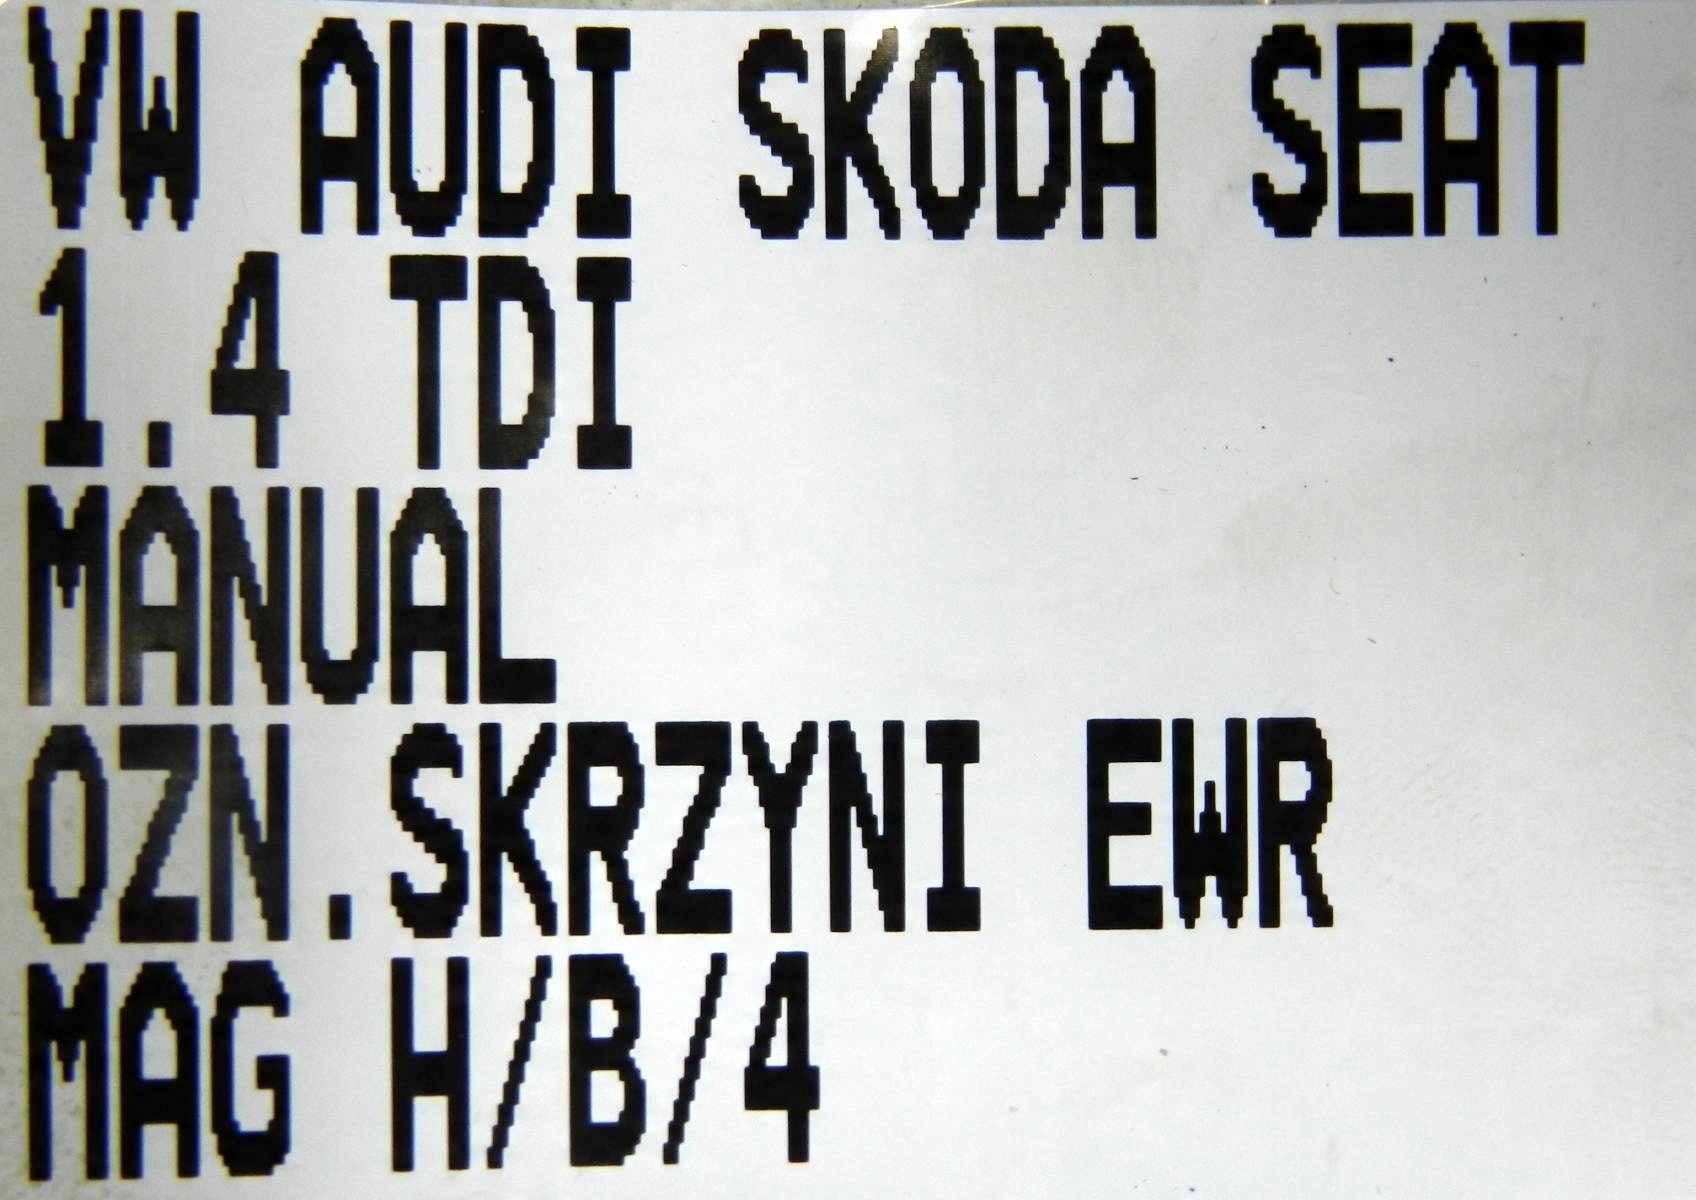 VW AUDI SKODA SEAT
1.4 TDI
MANUAL
OZN.SKRZYNI EWR
MAG H/B/4